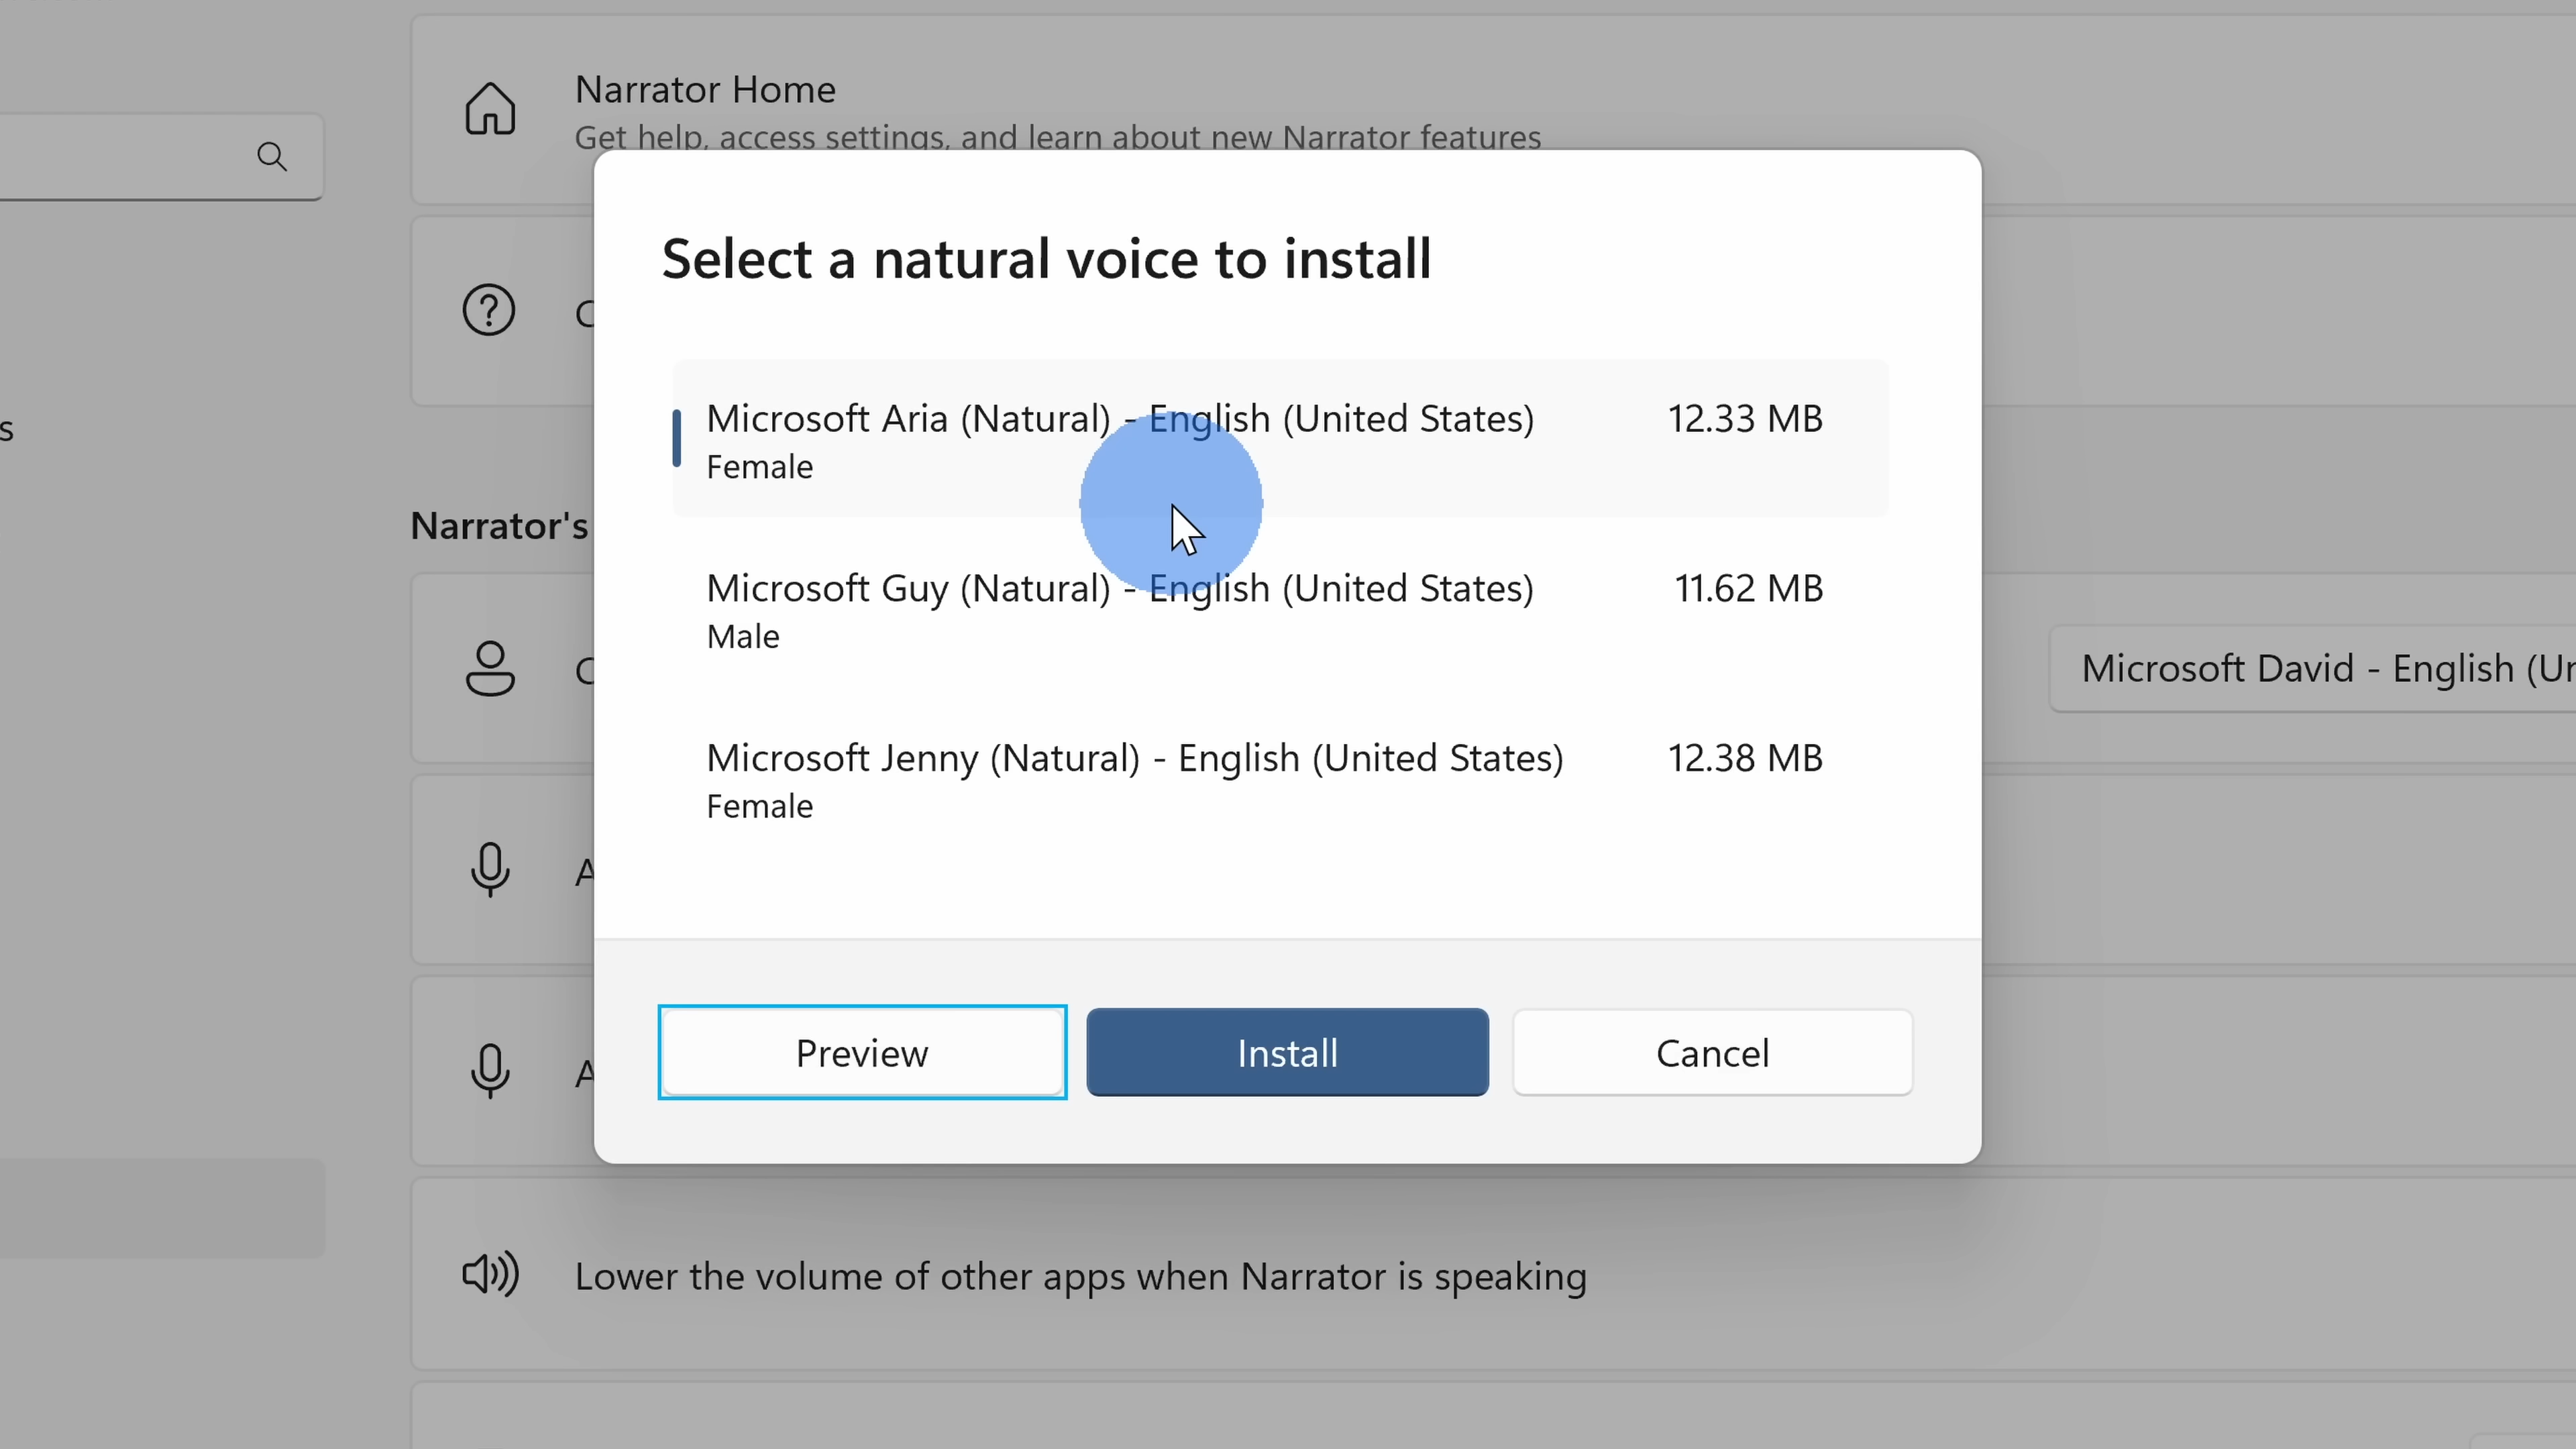 Narrator Home
Get help, access settings, and learn about new Narrator features
Select a natural voice to install
Microsoft Aria (Natural) - English (United States) 12.33 MB
Female
Narrator's
Microsoft Guy (Natural) - English (United States) 11.62 MB
Male
Microsoft David - English (
Microsoft Jenny (Natural) - English (United States) 12.38 MB
Female
Preview Install Cancel
Lower the volume of other apps when Narrator is speaking